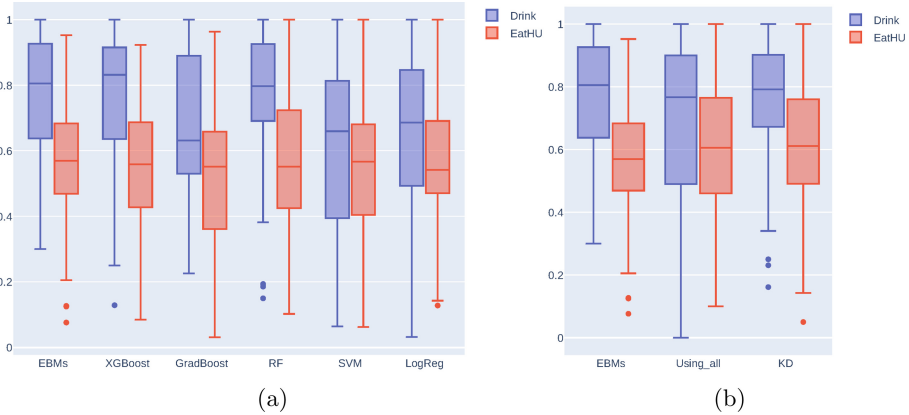 1
0.8
0.6
0.4
0.2
0
EBMs XGBoost GradBoost RF SVM LogReg
Drink
EatHU
(a)
1
0.8
0.6
0.4
0.2
0
EBMs Using_all KD
Drink
EatHU
(b)